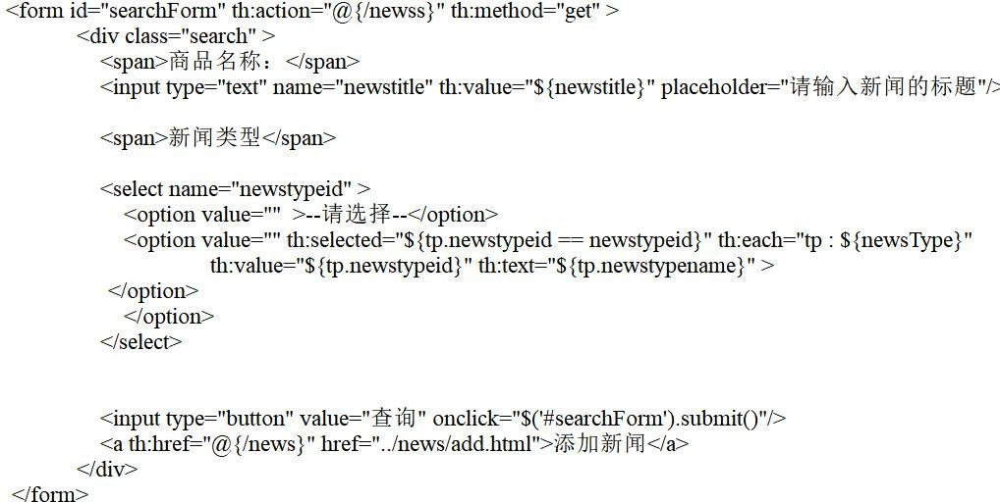 <form id="searchForm" th:action="@{/newss}" th:method="get" >
<div class="search" >
<span>商品名称：</span>
<input type="text" name="newstitle" th:value="${newstitle}" placeholder="请输入新闻的标题"/>
<span>新闻类型</span>
<select name="newstypeid" >
<option value=""  >--请选择--</option>
<option value="" th:selected="${tp.newstypeid == newstypeid}" th:each="tp : ${newsType}"
th:value="${tp.newstypeid}" th:text="${tp.newstypename}" >
</option>
</option>
</select>
<input type="button" value="查询" onclick="$('#searchForm').submit()"/>
<a th:href="@{/news}" href="../news/add.html">添加新闻</a>
</div>
</form>